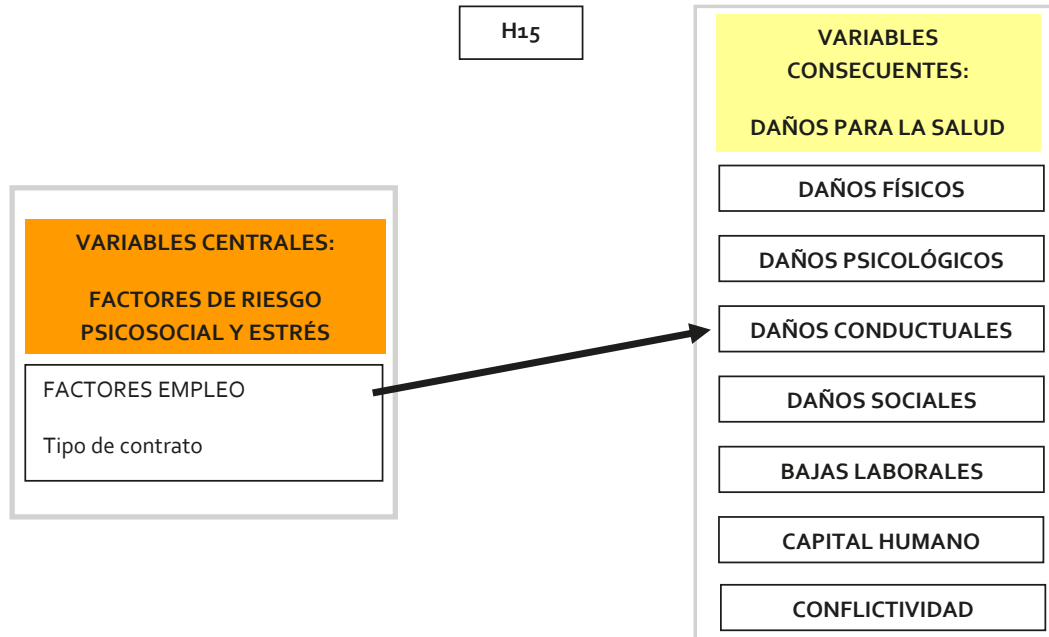 H15
VARIABLES
CONSECUENTES:
DAÑOS PARA LA SALUD
DAÑOS FÍSICOS
DAÑOS PSICOLÓGICOS
DAÑOS CONDUCTUALES
DAÑOS SOCIALES
BAJAS LABORALES
CAPITAL HUMANO
CONFLICTIVIDAD
VARIABLES CENTRALES:
FACTORES DE RIESGO
PSICOSOCIAL Y ESTRÉS
FACTORES EMPLEO
Tipo de contrato